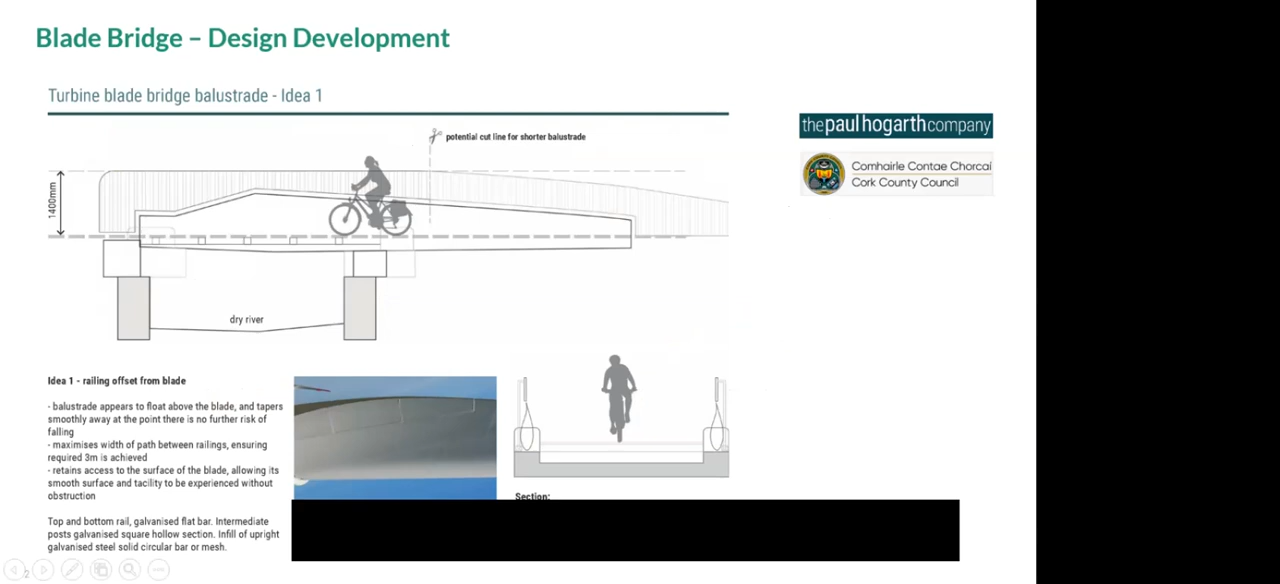 Blade Bridge – Design Development
Turbine blade bridge balustrade - Idea 1
the paul hogarth company
potential cut line for shorter balustrade
Comhairle Contae Chorcaí
Cork County Council
1400mm
dry river
Idea 1 - railing offset from blade
- balustrade appears to float above the blade, and tapers
smoothly away at the point there is no further risk of
falling
- maximises width of path between railings, ensuring
required 3m is achieved
- retains access to the surface of the blade, allowing its
smooth surface and tacility to be experienced without
obstruction
Section:
Top and bottom rail, galvanised flat bar. Intermediate
posts galvanised square hollow section. Infill of upright
galvanised steel solid circular bar or mesh.
2